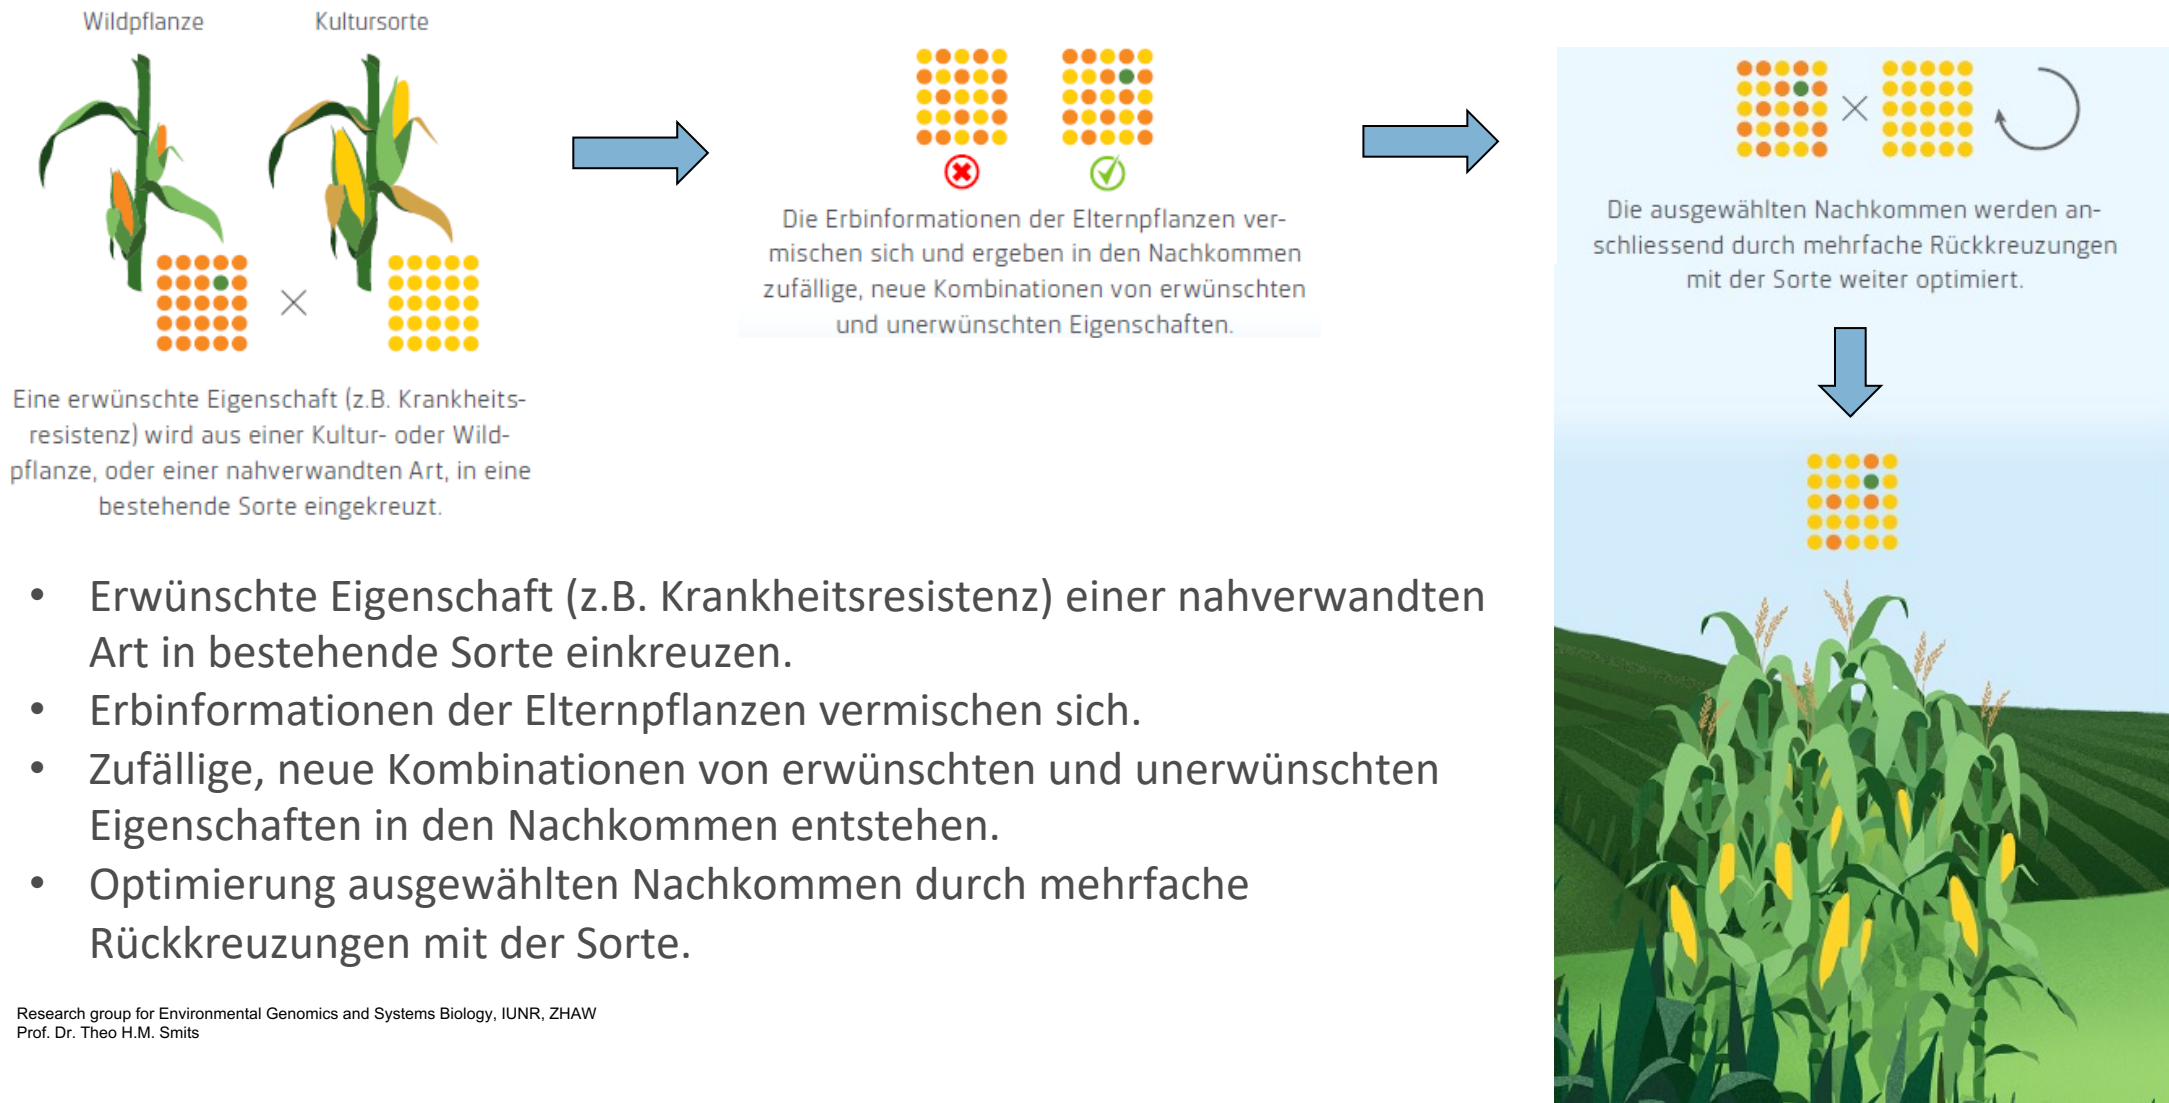 Wildpflanze
Kultursorte
Eine erwünschte Eigenschaft (z.B. Krankheits-
resistenz) wird aus einer Kultur- oder Wild-
pflanze, oder einer nahverwandten Art, in eine
bestehende Sorte eingekreuzt.
Die Erbinformationen der Elternpflanzen ver-
mischen sich und ergeben in den Nachkommen
zufällige, neue Kombinationen von erwünschten
und unerwünschten Eigenschaften.
Die ausgewählten Nachkommen werden an-
schliessend durch mehrfache Rückkreuzungen
mit der Sorte weiter optimiert.
• Erwünschte Eigenschaft (z.B. Krankheitsresistenz) einer nahverwandten
Art in bestehende Sorte einkreuzen.
• Erbinformationen der Elternpflanzen vermischen sich.
• Zufällige, neue Kombinationen von erwünschten und unerwünschten
Eigenschaften in den Nachkommen entstehen.
• Optimierung ausgewählten Nachkommen durch mehrfache
Rückkreuzungen mit der Sorte.
Research group for Environmental Genomics and Systems Biology, IUNR, ZHAW
Prof. Dr. Theo H.M. Smits